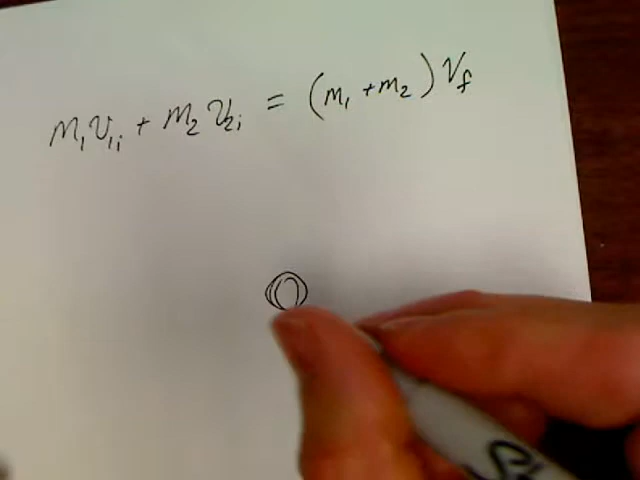 m₁v₁ᵢ + m₂v₂ᵢ = (m₁ + m₂)v_f